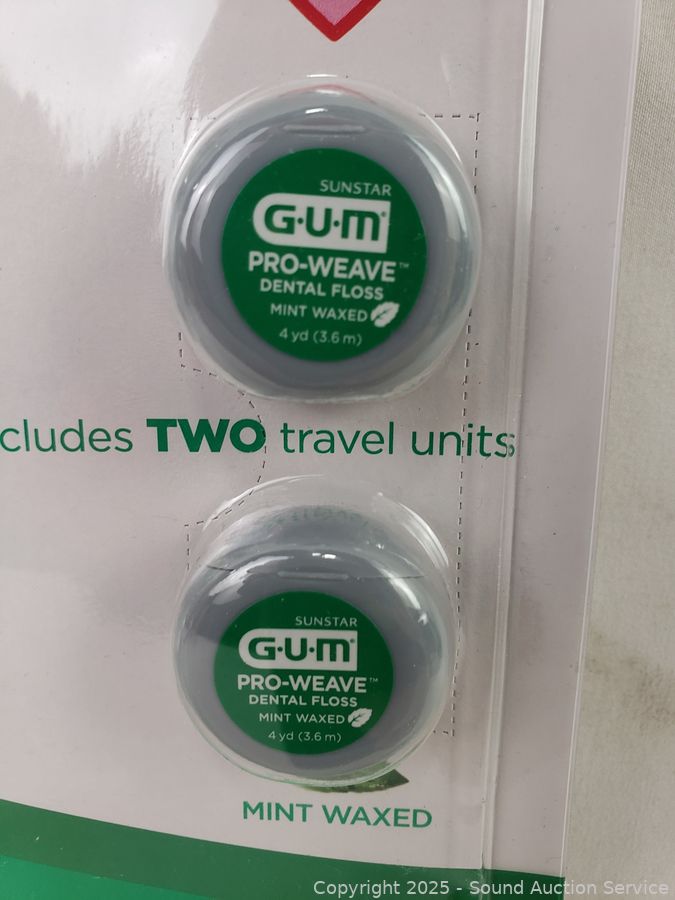 SUNSTAR
G·U·M®
PRO-WEAVE™
DENTAL FLOSS
MINT WAXED
4 yd (3.6 m)
cludes TWO travel units
SUNSTAR
G·U·M®
PRO-WEAVE™
DENTAL FLOSS
MINT WAXED
4 yd (3.6 m)
MINT WAXED
Copyright 2025 - Sound Auction Service